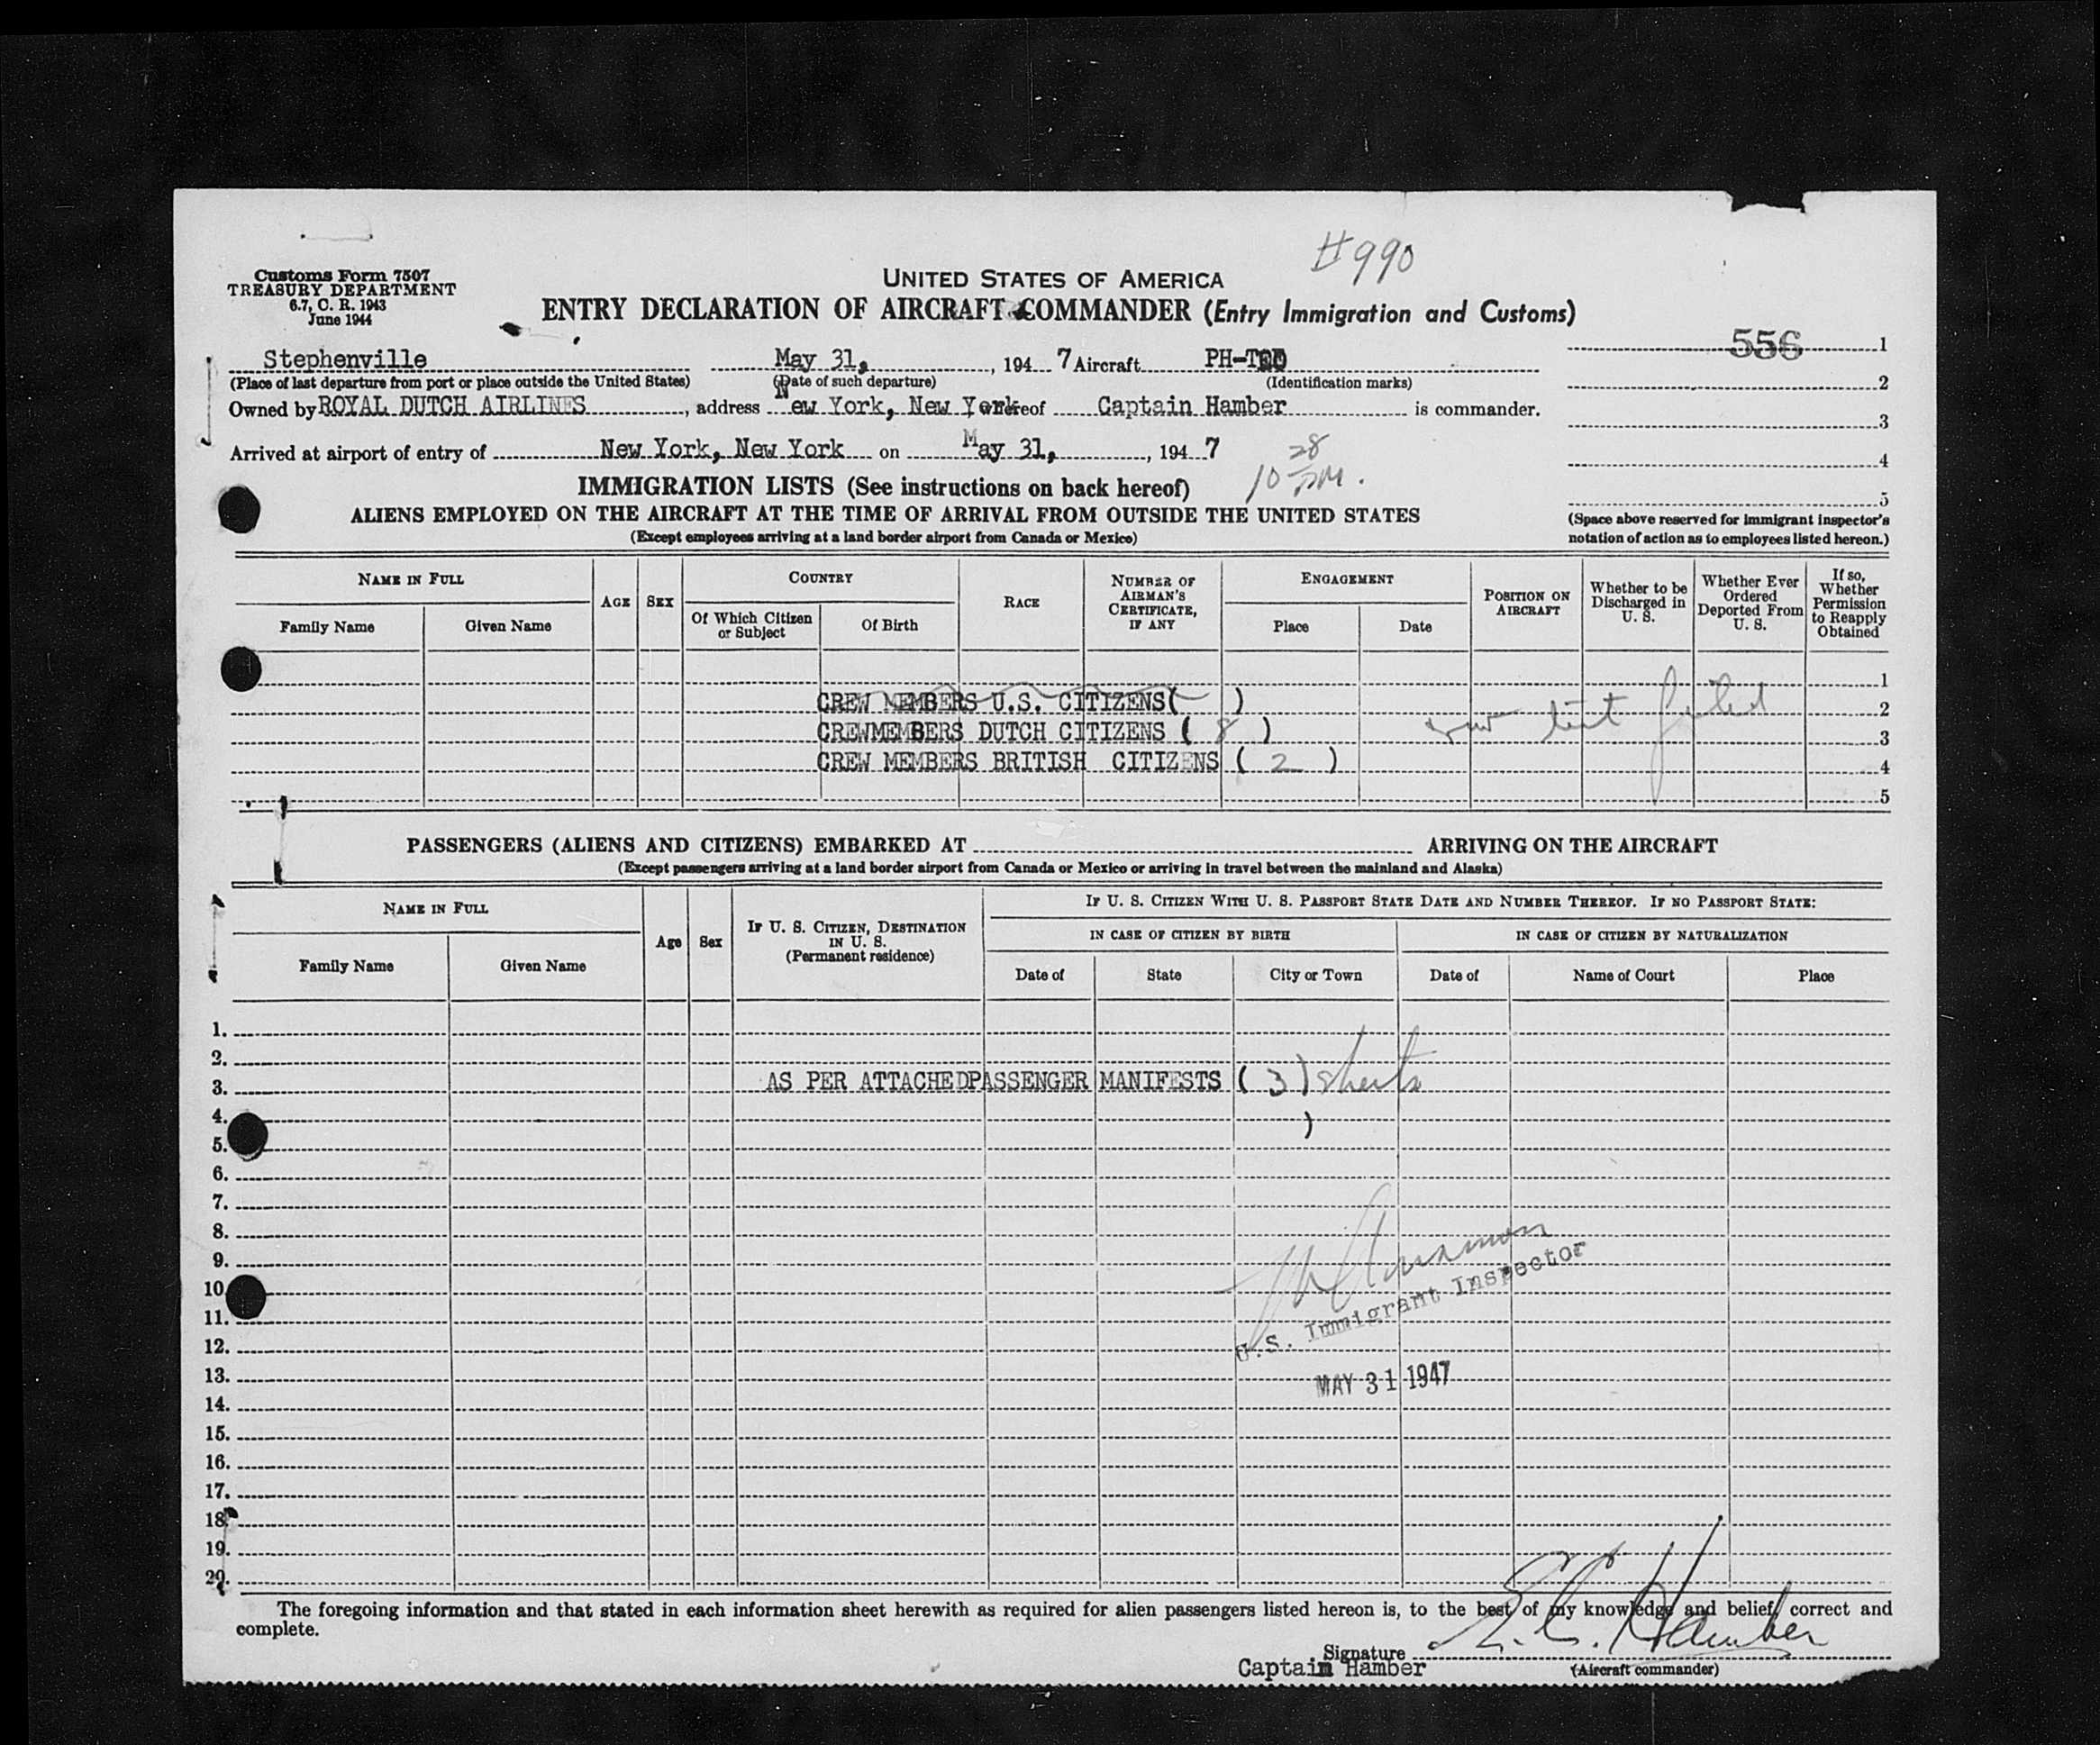 #990
Customs Form 7507
TREASURY DEPARTMENT
6.7, C. R. 1943
June 1944
UNITED STATES OF AMERICA
ENTRY DECLARATION OF AIRCRAFT COMMANDER (Entry Immigration and Customs)
556 1
Stephenville May 31, , 194 7 Aircraft
(Place of last departure from port or place outside the United States) (Date of such departure) (Identification marks)
2
Owned by ROYAL DUTCH AIRLINES , address New York, New York whereof Captain Hamber is commander.
3
Arrived at airport of entry of New York, New York on May 31, , 194 7
10 28 PM.
4
IMMIGRATION LISTS (See instructions on back hereof)
5
ALIENS EMPLOYED ON THE AIRCRAFT AT THE TIME OF ARRIVAL FROM OUTSIDE THE UNITED STATES
(Except employees arriving at a land border airport from Canada or Mexico)
(Space above reserved for immigrant inspector's
notation of action as to employees listed hereon.)
NAME IN FULL
Family Name Given Name
AGE SEX
COUNTRY
Of Which Citizen or Subject Of Birth
RACE
NUMBER OF AIRMAN'S CERTIFICATE, IF ANY
ENGAGEMENT
Place Date
POSITION ON AIRCRAFT
Whether to be Discharged in U. S.
Whether Ever Ordered Deported From U. S.
If so, Whether Permission to Reapply Obtained
1
CREW MEMBERS U.S. CITIZENS( ) 2
CREWMEMBERS DUTCH CITIZENS ( 8 ) 3
CREW MEMBERS BRITISH CITIZENS ( 2 ) 4
5
PASSENGERS (ALIENS AND CITIZENS) EMBARKED AT ARRIVING ON THE AIRCRAFT
(Except passengers arriving at a land border airport from Canada or Mexico or arriving in travel between the mainland and Alaska)
NAME IN FULL
Family Name Given Name
Age Sex
IF U. S. CITIZEN, DESTINATION IN U. S. (Permanent residence)
IF U. S. CITIZEN WITH U. S. PASSPORT STATE DATE AND NUMBER THEREOF. IF NO PASSPORT STATE:
IN CASE OF CITIZEN BY BIRTH IN CASE OF CITIZEN BY NATURALIZATION
Date of State City or Town Date of Name of Court Place
1.
2.
3. AS PER ATTACHEDPASSENGER MANIFESTS ( 3 ) sheets
4. )
5.
6.
7.
8.
9.
10.
11.
U.S. Immigrant Inspector
12.
13. MAY 31 1947
14.
15.
16.
17.
18.
19.
20.
The foregoing information and that stated in each information sheet herewith as required for alien passengers listed hereon is, to the best of my knowledge and belief, correct and
complete.
Signature E. C. Hamber
Captain Hamber (Aircraft commander)